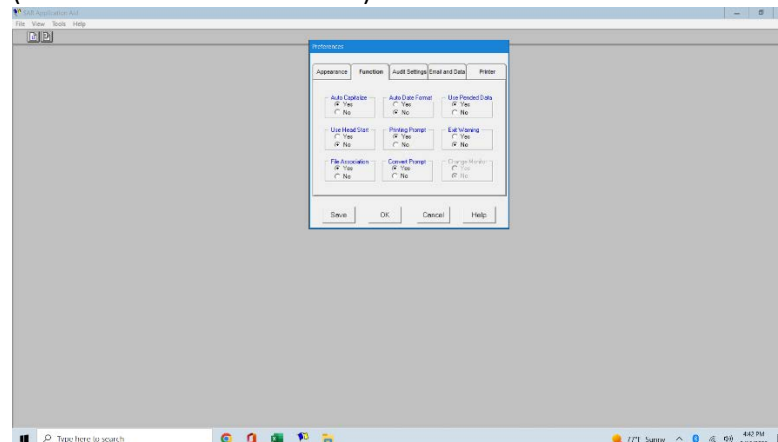 Application Aid
File View Tools Help
Preferences
Appearance Function Audit Settings Email and Data Printer
Auto Capitalize Auto Date Format Use Pended Data
Yes Yes Yes
No No No
Use Head Start Printing Prompt Exit Warning
Yes Yes Yes
No No No
File Association Convert Prompt Change Monitor
Yes Yes Yes
No No No
Save OK Cancel Help
Type here to search
77°F Sunny 4:42 PM